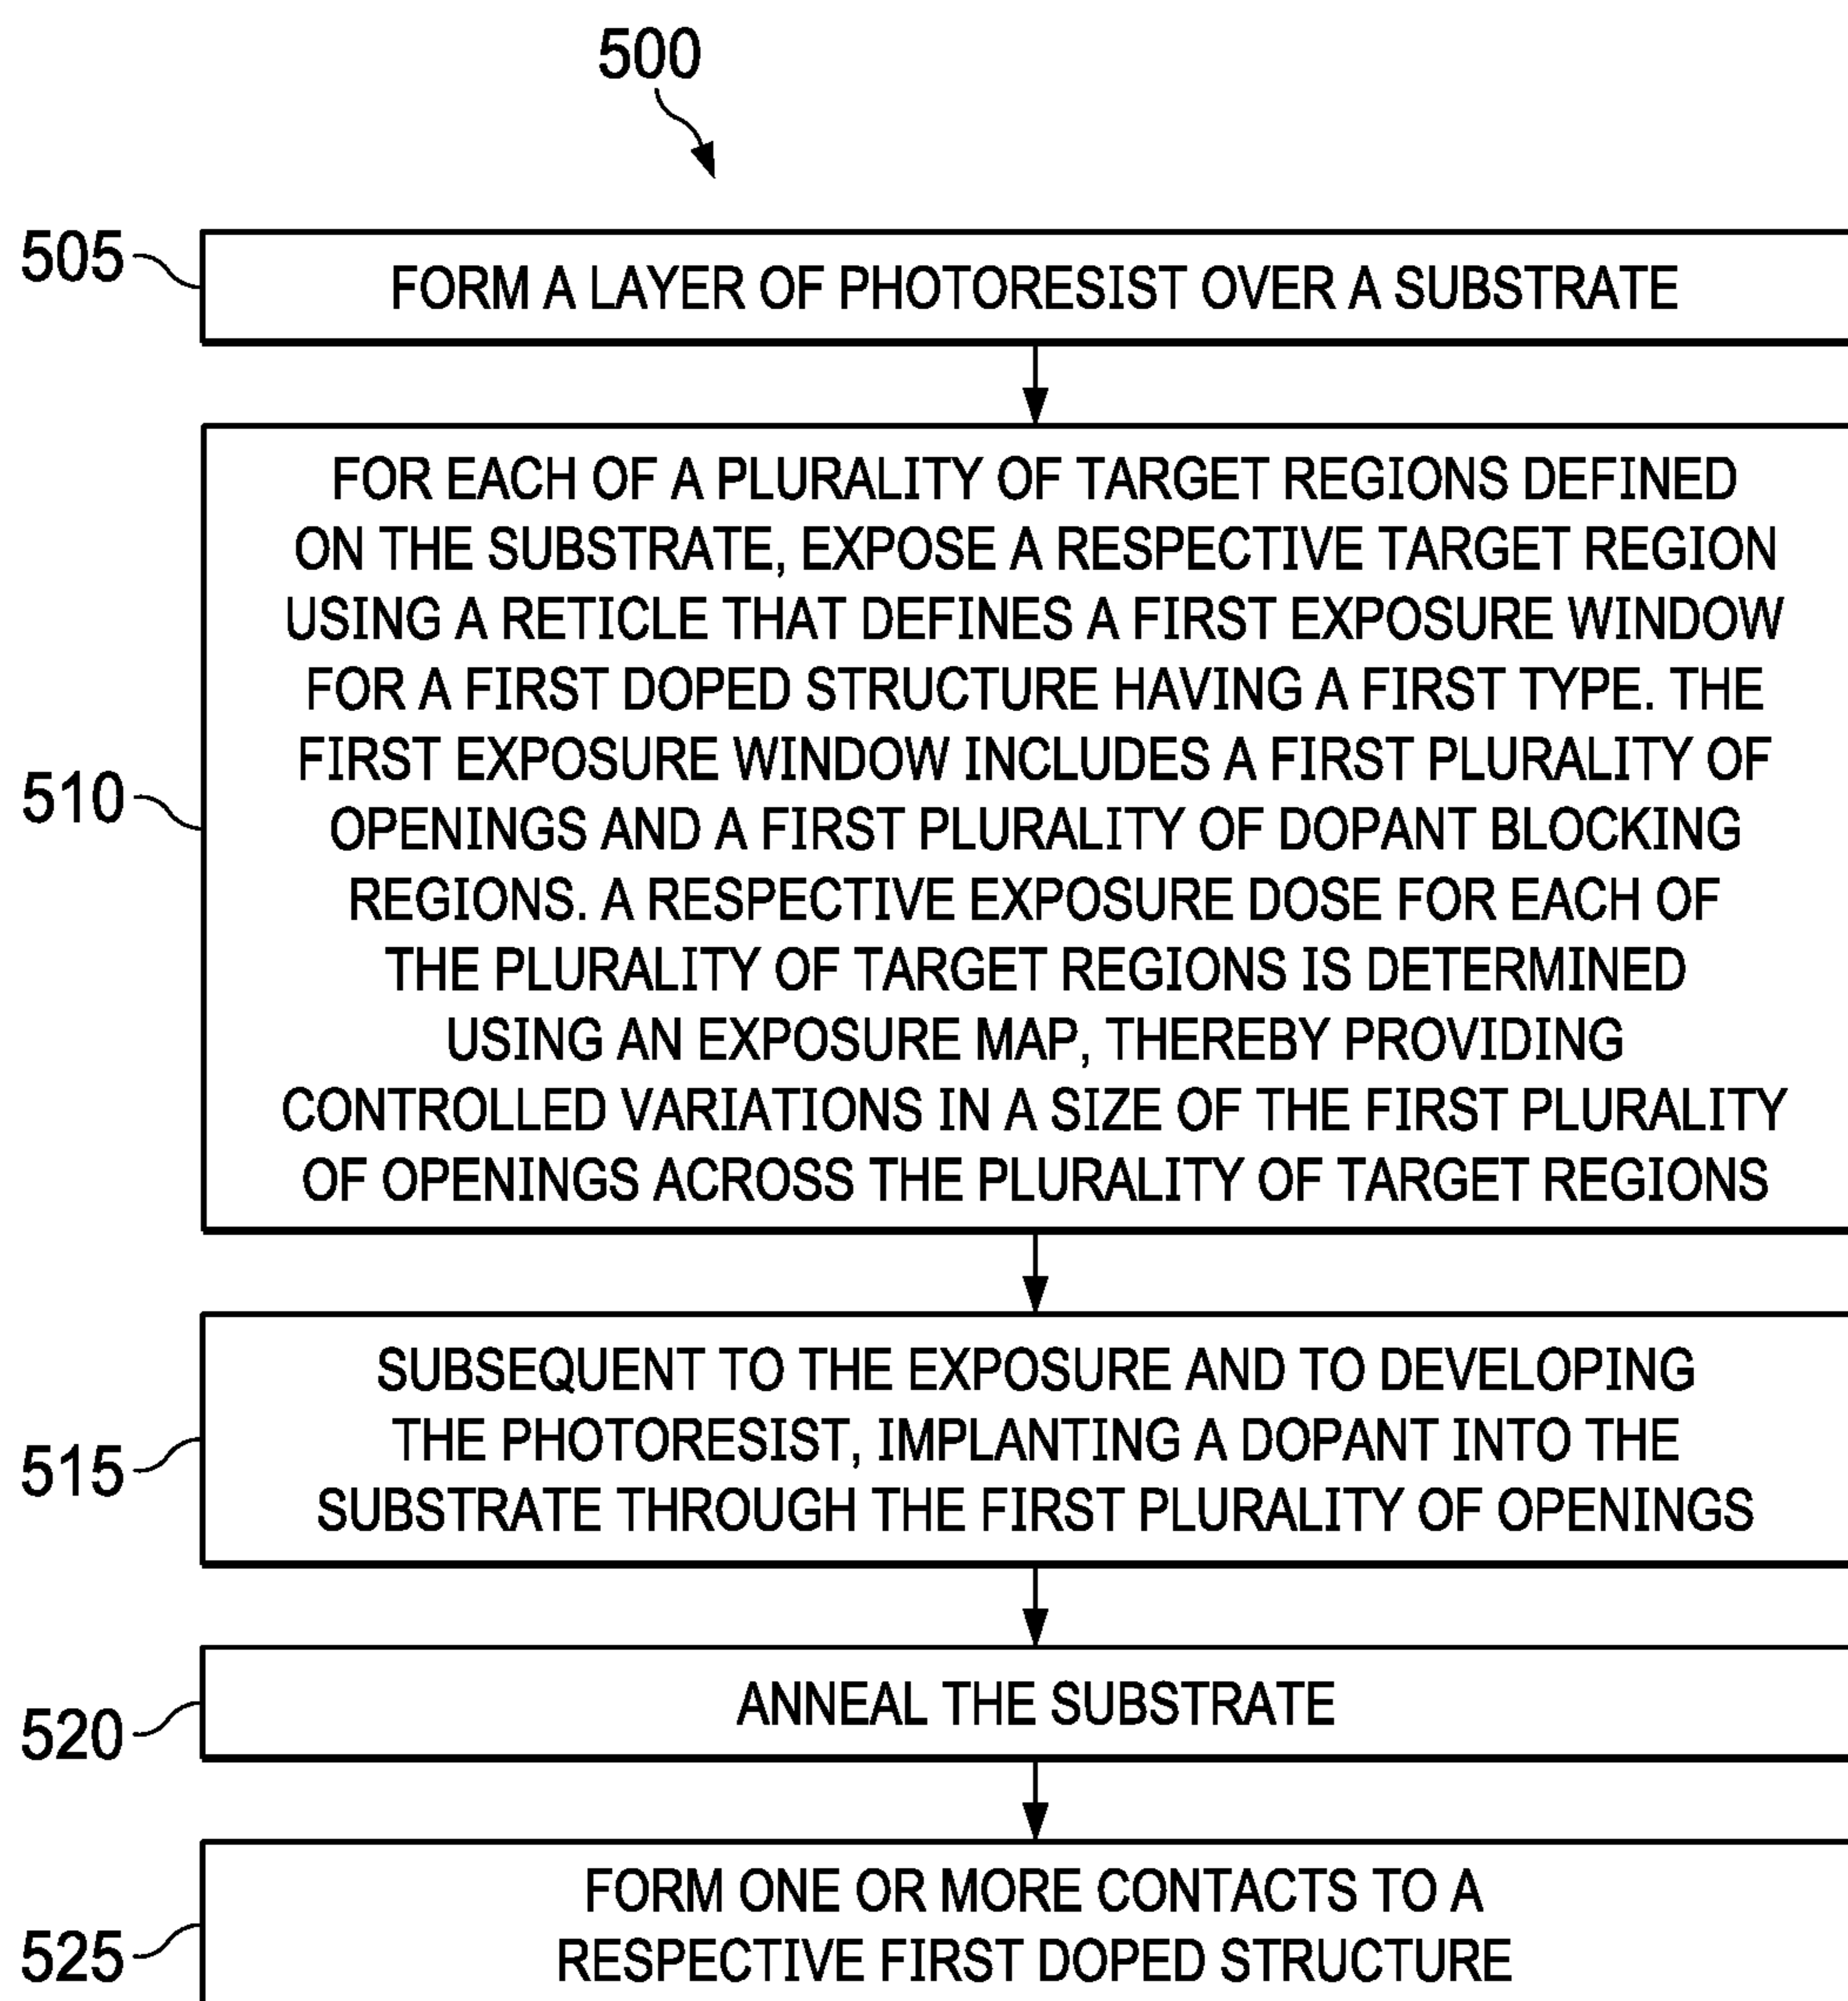 500
505
FORM A LAYER OF PHOTORESIST OVER A SUBSTRATE
510
FOR EACH OF A PLURALITY OF TARGET REGIONS DEFINED
ON THE SUBSTRATE, EXPOSE A RESPECTIVE TARGET REGION
USING A RETICLE THAT DEFINES A FIRST EXPOSURE WINDOW
FOR A FIRST DOPED STRUCTURE HAVING A FIRST TYPE. THE
FIRST EXPOSURE WINDOW INCLUDES A FIRST PLURALITY OF
OPENINGS AND A FIRST PLURALITY OF DOPANT BLOCKING
REGIONS. A RESPECTIVE EXPOSURE DOSE FOR EACH OF
THE PLURALITY OF TARGET REGIONS IS DETERMINED
USING AN EXPOSURE MAP, THEREBY PROVIDING
CONTROLLED VARIATIONS IN A SIZE OF THE FIRST PLURALITY
OF OPENINGS ACROSS THE PLURALITY OF TARGET REGIONS
515
SUBSEQUENT TO THE EXPOSURE AND TO DEVELOPING
THE PHOTORESIST, IMPLANTING A DOPANT INTO THE
SUBSTRATE THROUGH THE FIRST PLURALITY OF OPENINGS
520
ANNEAL THE SUBSTRATE
525
FORM ONE OR MORE CONTACTS TO A
RESPECTIVE FIRST DOPED STRUCTURE